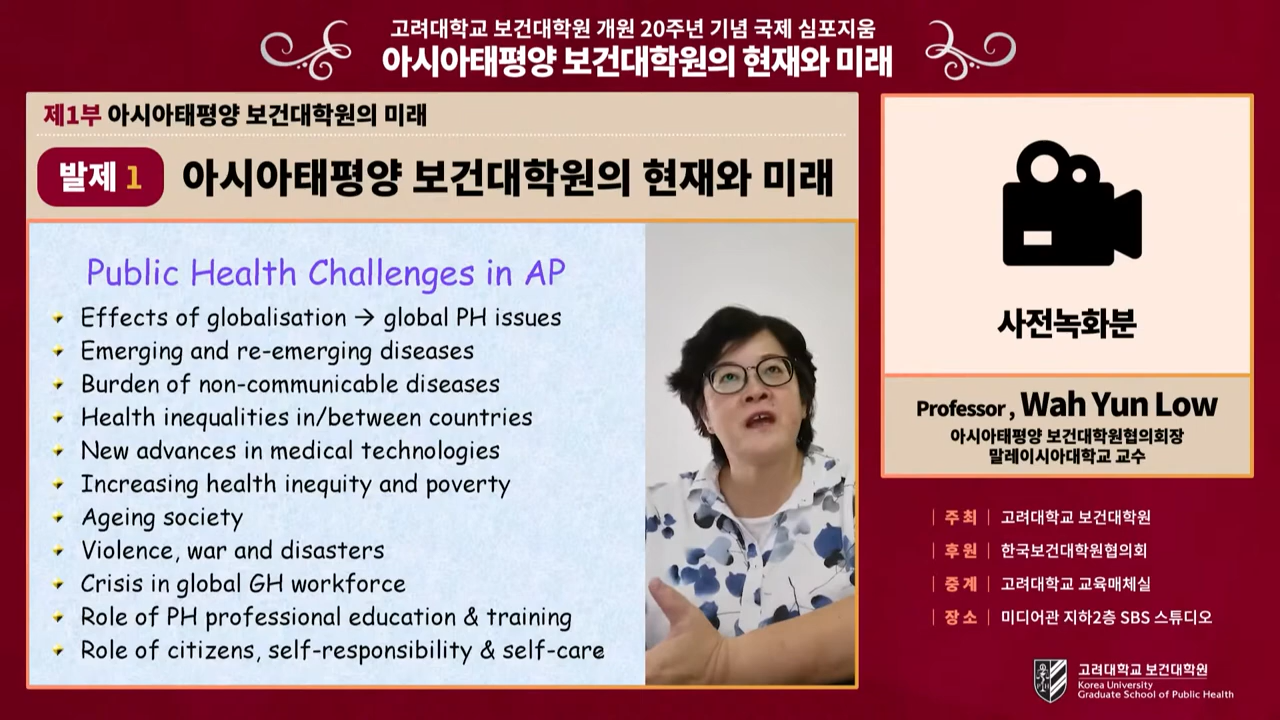 고려대학교 보건대학원 개원 20주년 기념 국제 심포지움
아시아태평양 보건대학원의 현재와 미래
제1부 아시아태평양 보건대학원의 미래
발제 1 아시아태평양 보건대학원의 현재와 미래
Public Health Challenges in AP
Effects of globalisation → global PH issues
Emerging and re-emerging diseases
Burden of non-communicable diseases
Health inequalities in/between countries
New advances in medical technologies
Increasing health inequity and poverty
Ageing society
Violence, war and disasters
Crisis in global GH workforce
Role of PH professional education & training
Role of citizens, self-responsibility & self-care
사전녹화분
Professor , Wah Yun Low
아시아태평양 보건대학원협의회장
말레이시아대학교 교수
| 주 최 | 고려대학교 보건대학원
| 후 원 | 한국보건대학원협의회
| 중 계 | 고려대학교 교육매체실
| 장 소 | 미디어관 지하2층 SBS 스튜디오
고려대학교 보건대학원
Korea University
Graduate School of Public Health